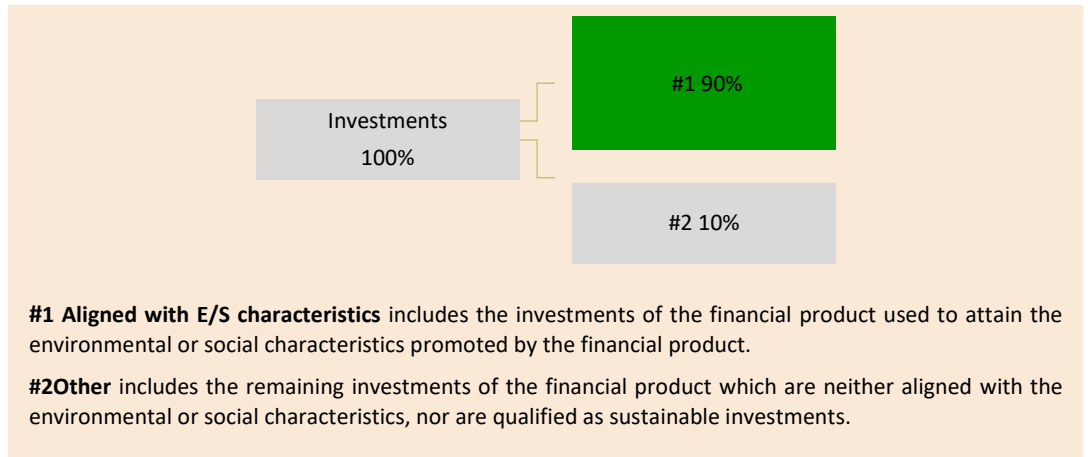 #1 90%
Investments
100%
#2 10%
#1 Aligned with E/S characteristics includes the investments of the financial product used to attain the
environmental or social characteristics promoted by the financial product.
#2Other includes the remaining investments of the financial product which are neither aligned with the
environmental or social characteristics, nor are qualified as sustainable investments.